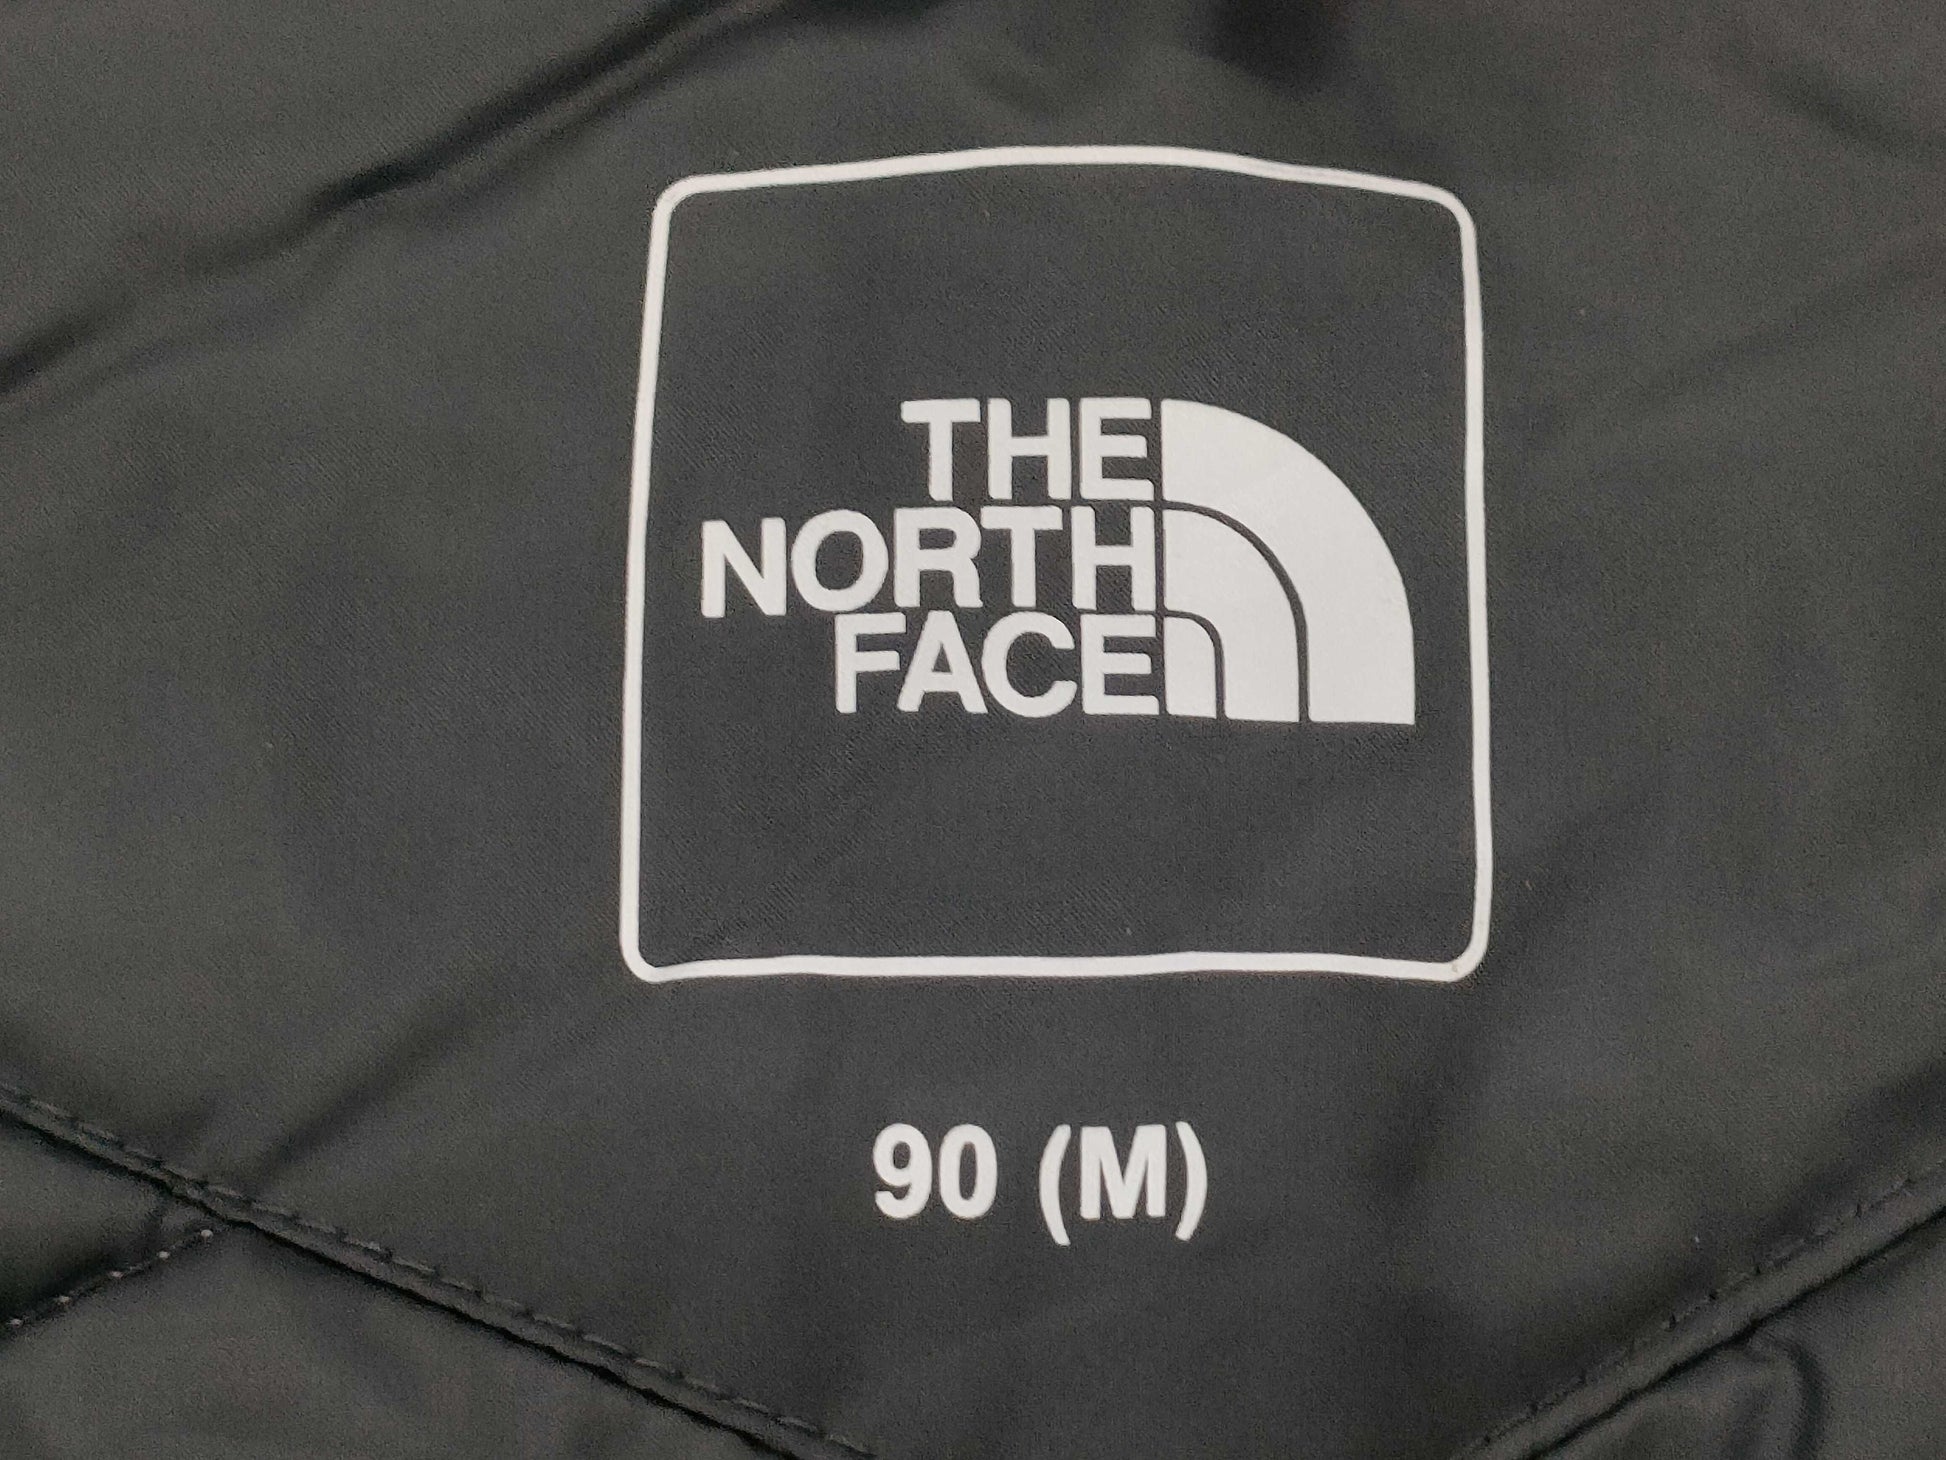 THE
NORTH
FACE
90 (M)